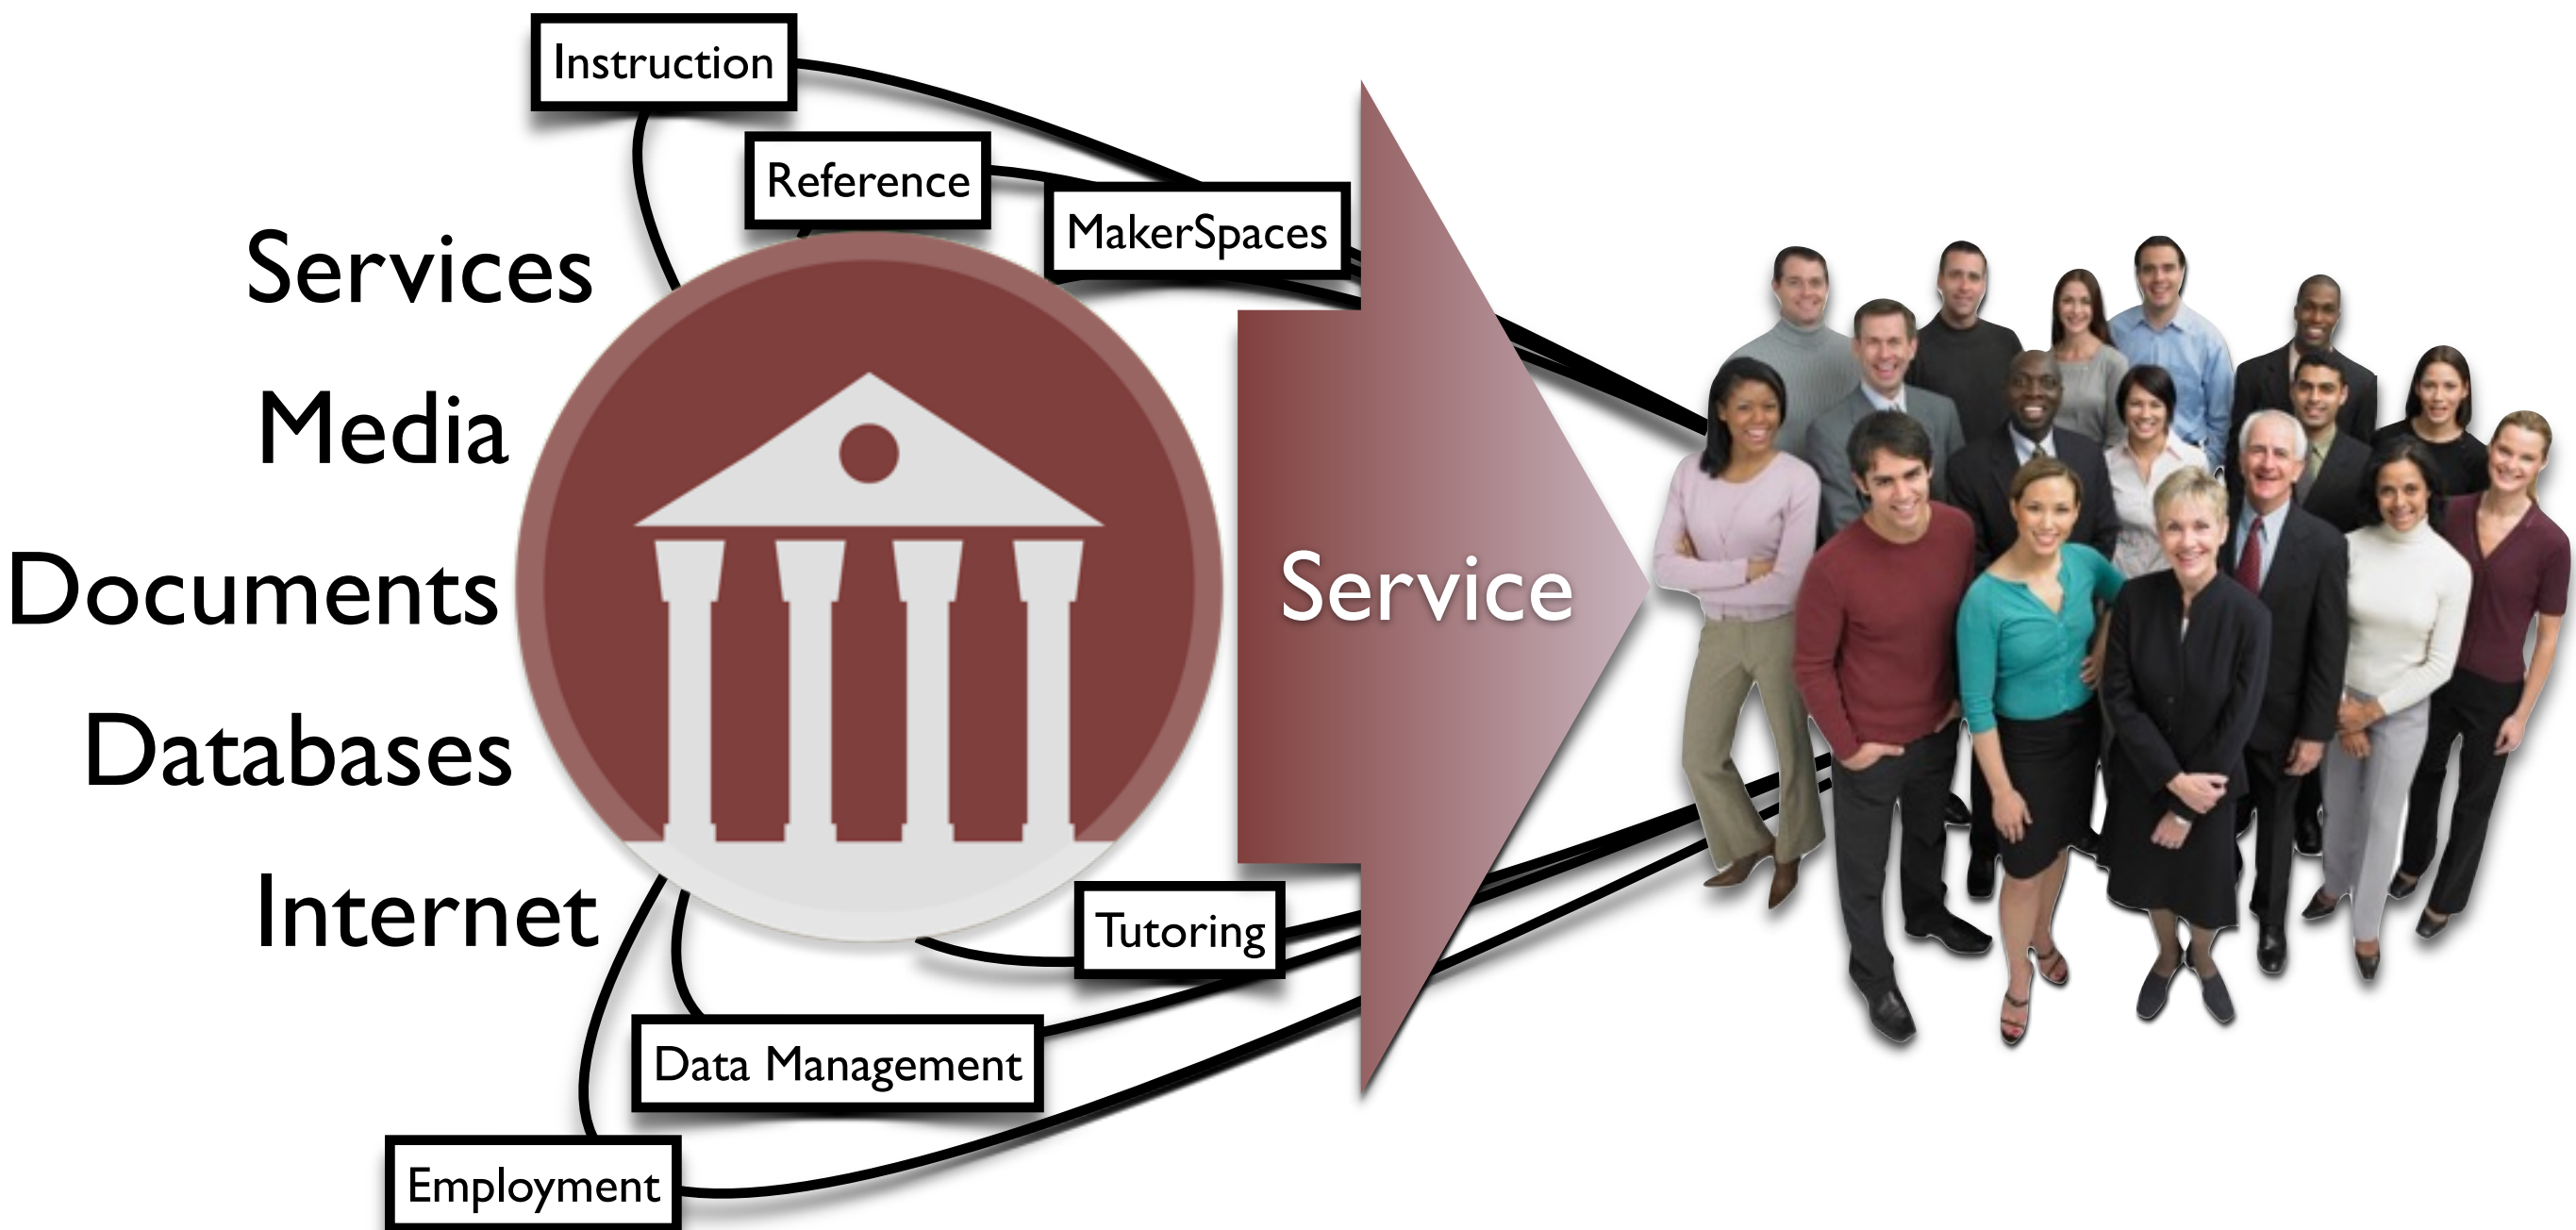 Instruction
Reference
MakerSpaces
Services
Media
Documents
Databases
Internet
Service
Tutoring
Data Management
Employment